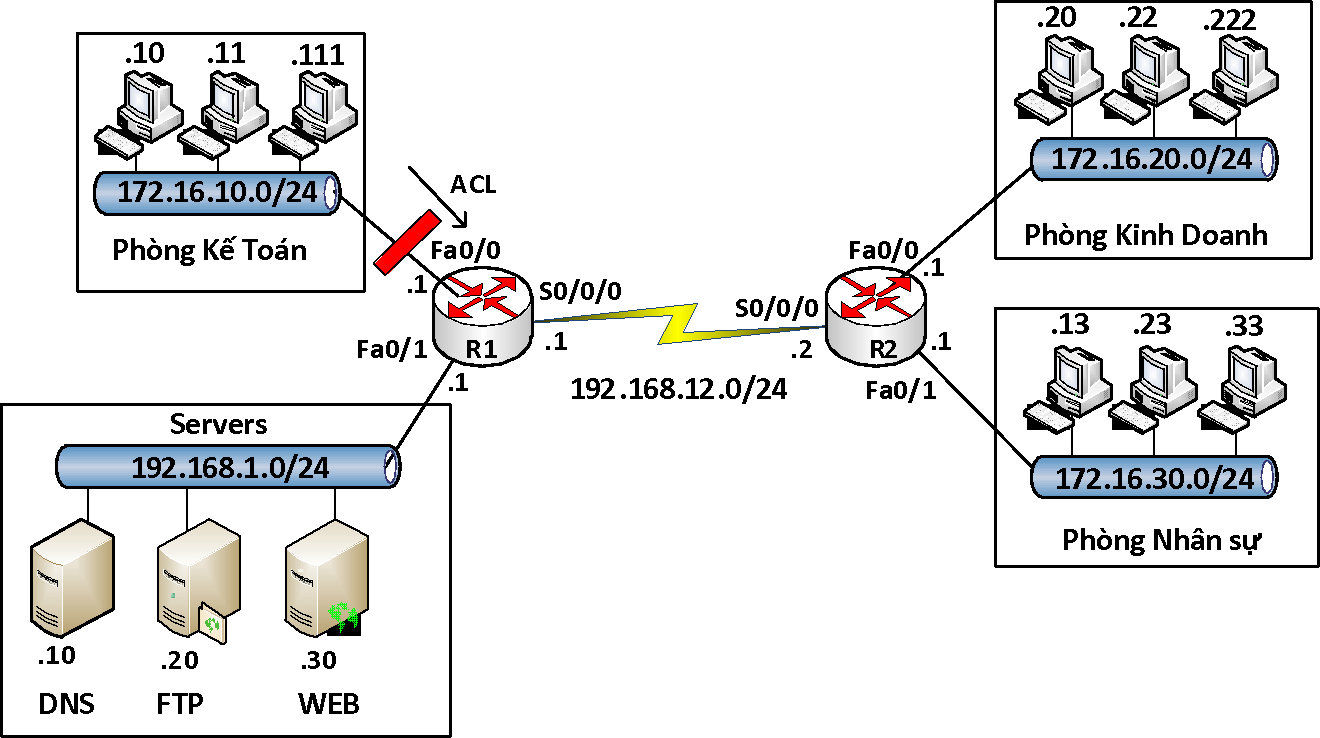 .10 .11 .111
172.16.10.0/24
Phòng Kế Toán
ACL
Fa0/0
.1
S0/0/0
Fa0/1
R1
.1
.1
192.168.12.0/24
.20 .22 .222
172.16.20.0/24
Phòng Kinh Doanh
Fa0/0
.1
S0/0/0
.2
R2
.1
Fa0/1
.13 .23 .33
172.16.30.0/24
Phòng Nhân sự
Servers
192.168.1.0/24
.10 .20 .30
DNS FTP WEB